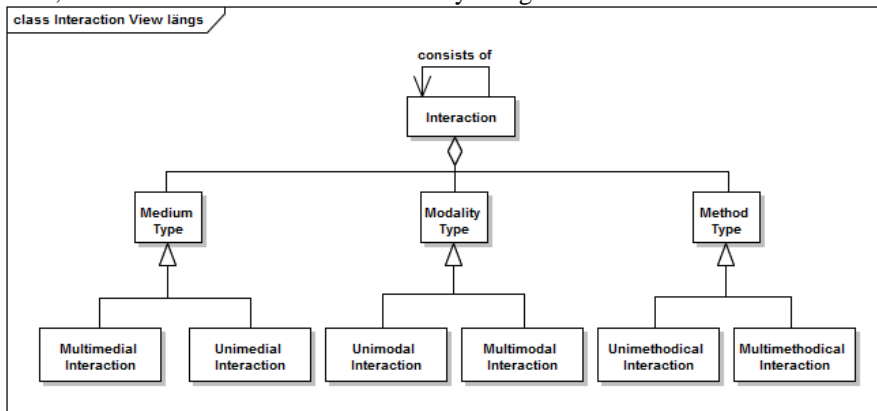 class Interaction View längs
consists of
Interaction
Medium
Type
Modality
Type
Method
Type
Multimedial
Interaction
Unimedial
Interaction
Unimodal
Interaction
Multimodal
Interaction
Unimethodical
Interaction
Multimethodical
Interaction